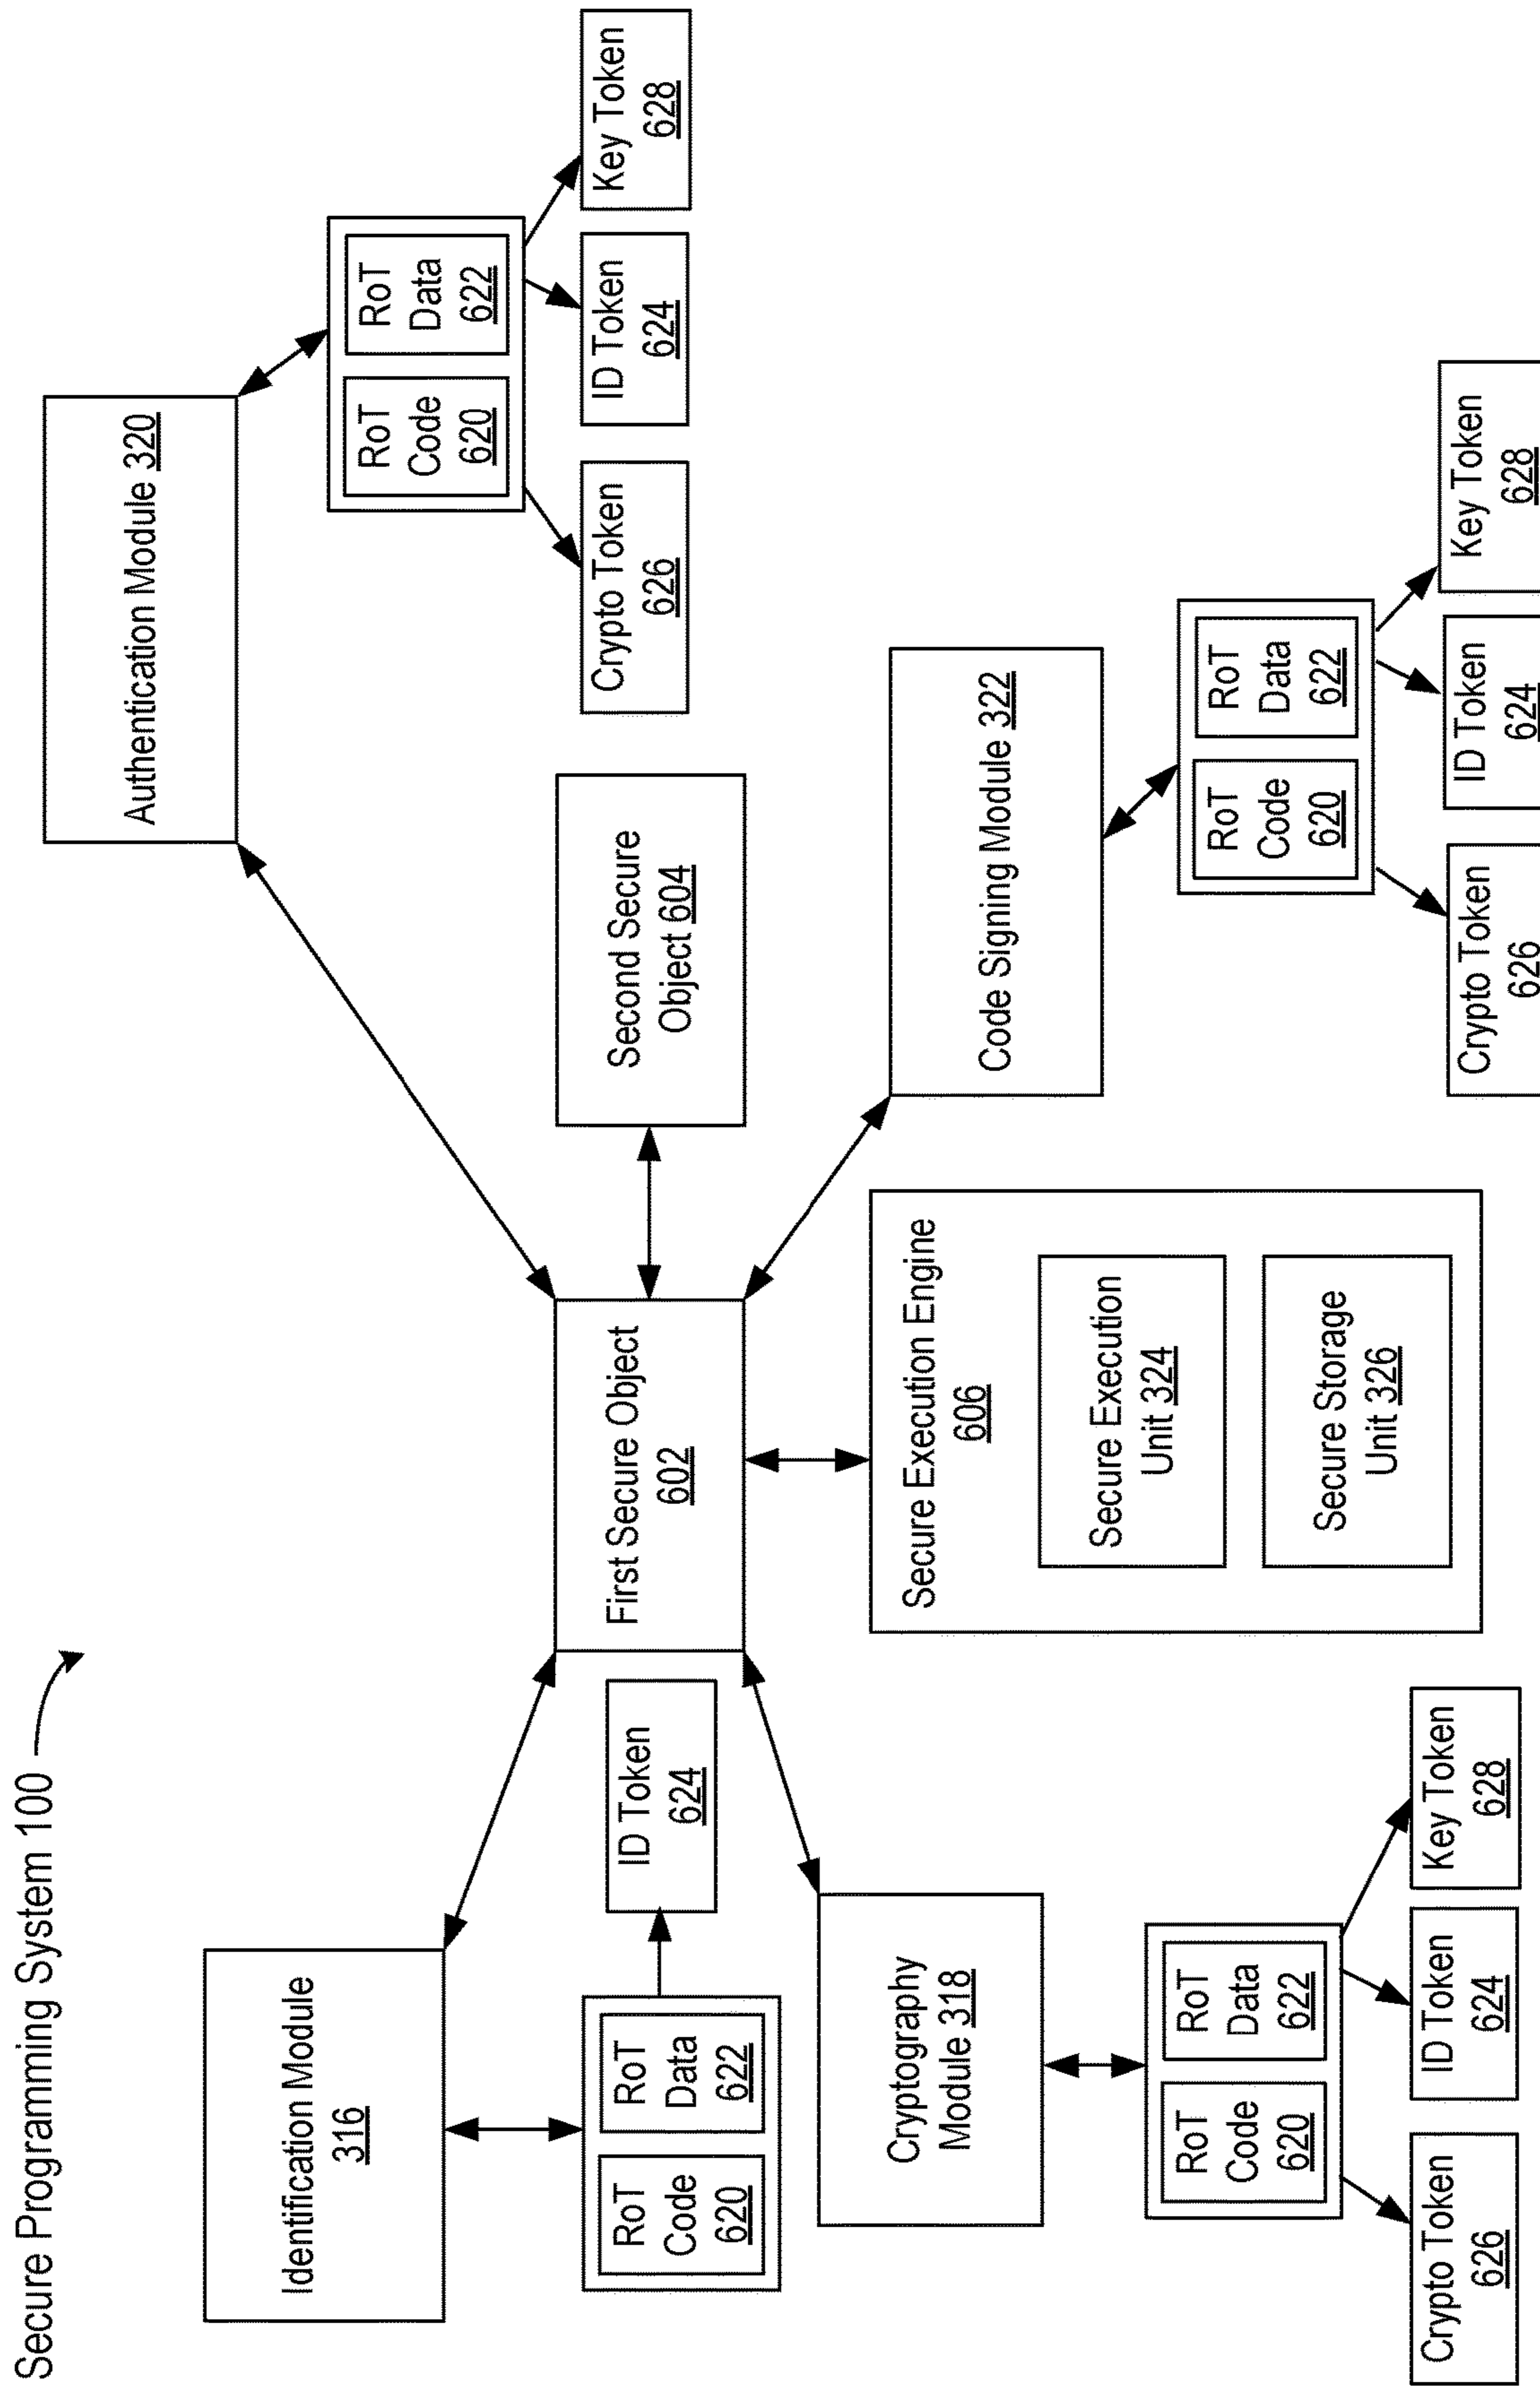 Secure Programming System 100
Identification Module
316
RoT
Code
620
RoT
Data
622
ID Token
624
Cryptography
Module 318
RoT
Code
620
RoT
Data
622
Crypto Token
626
ID Token
624
Key Token
628
First Secure Object
602
Second Secure
Object 604
Secure Execution Engine
606
Secure Execution
Unit 324
Secure Storage
Unit 326
Authentication Module 320
RoT
Code
620
RoT
Data
622
Crypto Token
626
ID Token
624
Key Token
628
Code Signing Module 322
RoT
Code
620
RoT
Data
622
Crypto Token
626
ID Token
624
Key Token
628